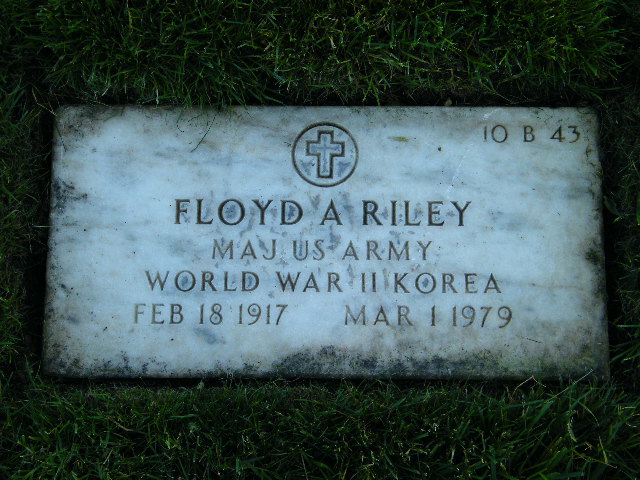 10 B 43
FLOYD A RILEY
MAJ US ARMY
WORLD WAR II KOREA
FEB 18 1917 MAR 1 1979